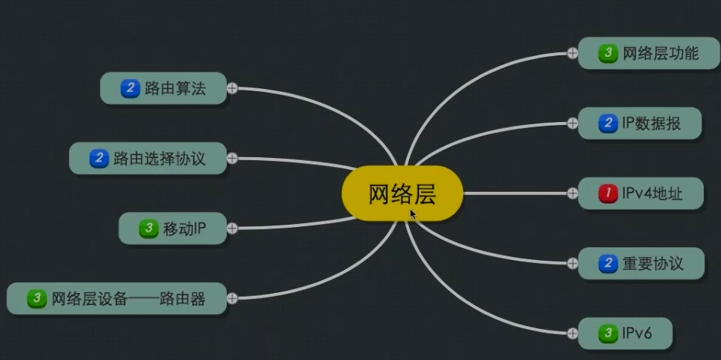 网络层
3 网络层功能
2 IP数据报
1 IPv4地址
2 重要协议
3 IPv6
2 路由算法
2 路由选择协议
3 移动IP
3 网络层设备——路由器